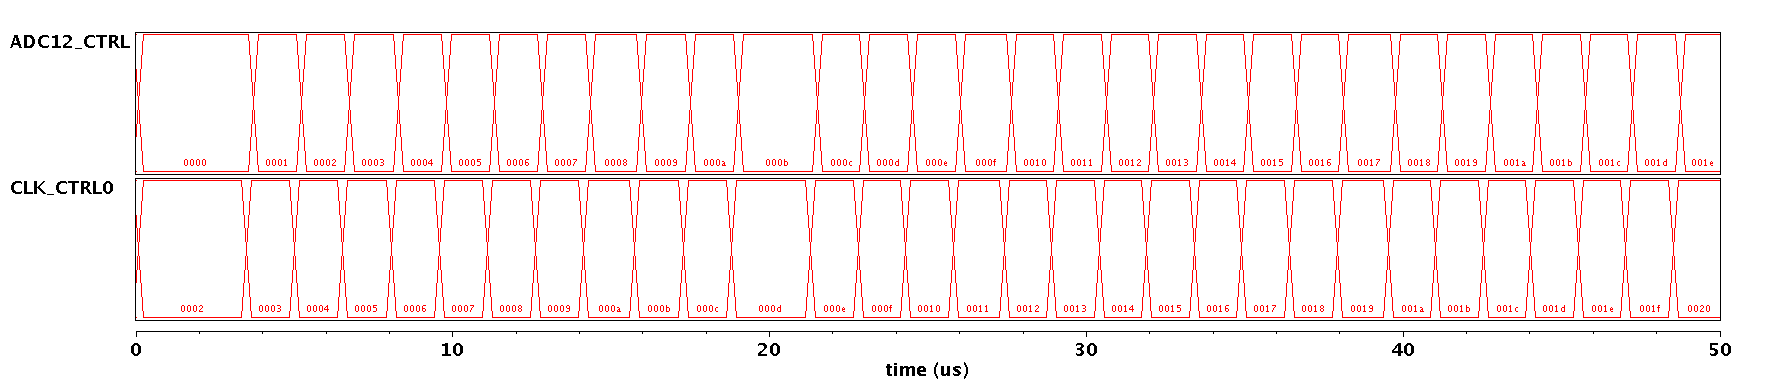 ADC12_CTRL
0000 0001 0002 0003 0004 0005 0006 0007 0008 0009 000a 000b 000c 000d 000e 000f 0010 0011 0012 0013 0014 0015 0016 0017 0018 0019 001a 001b 001c 001d 001e
CLK_CTRL0
0002 0003 0004 0005 0006 0007 0008 0009 000a 000b 000c 000d 000e 000f 0010 0011 0012 0013 0014 0015 0016 0017 0018 0019 001a 001b 001c 001d 001e 001f 0020
0 10 20 30 40 50
time (us)